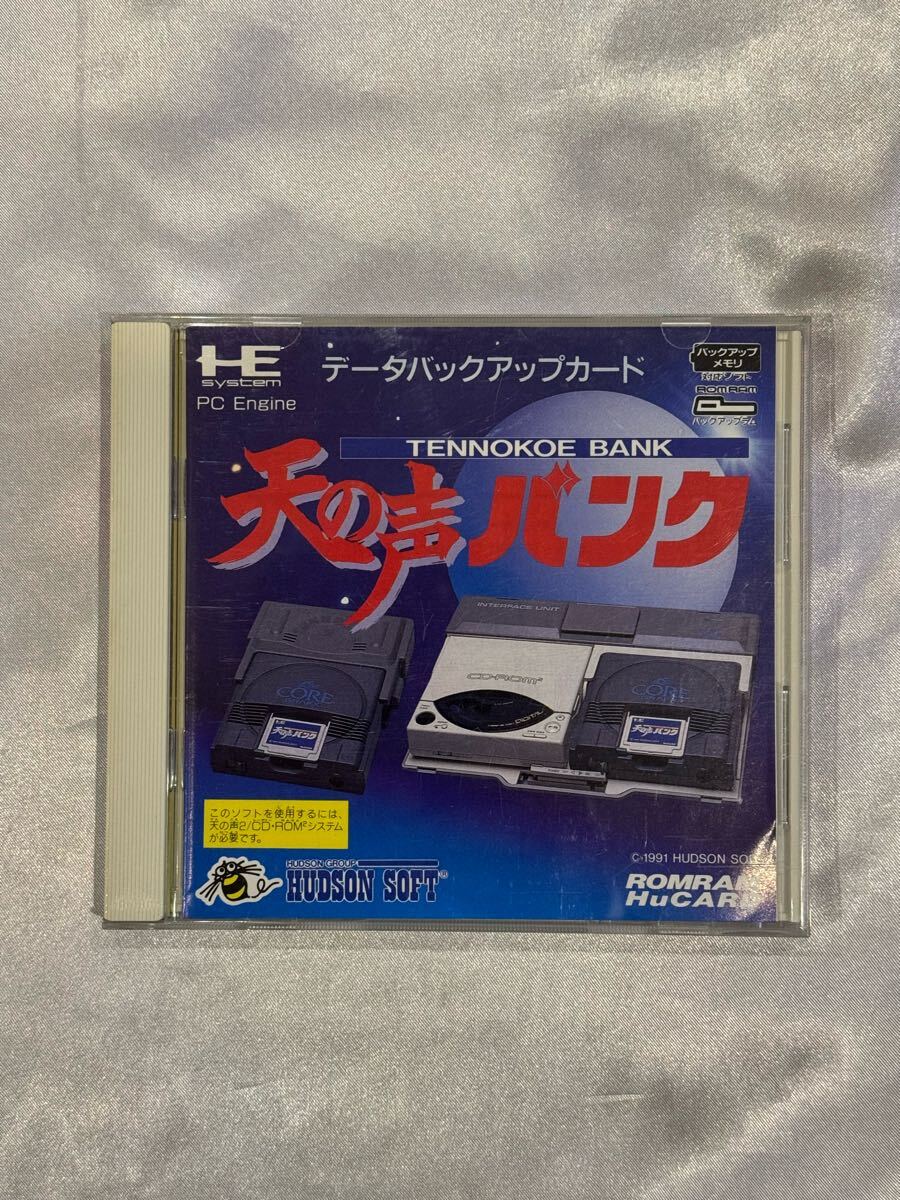 HE
system
PC Engine
データバックアップカード
バックアップ
メモリ
対応ソフト
ROMRAM
バックアップラム
TENNOKOE BANK
天の声バンク
INTERFACE UNIT
CD-ROM²
CORE
天の声バンク
CORE
天の声バンク
このソフトを使用するには、
天の声2/CD・ROM²システム
が必要です。
HUDSON GROUP
HUDSON SOFT®
©1991 HUDSON SO
ROMRA
HuCAR